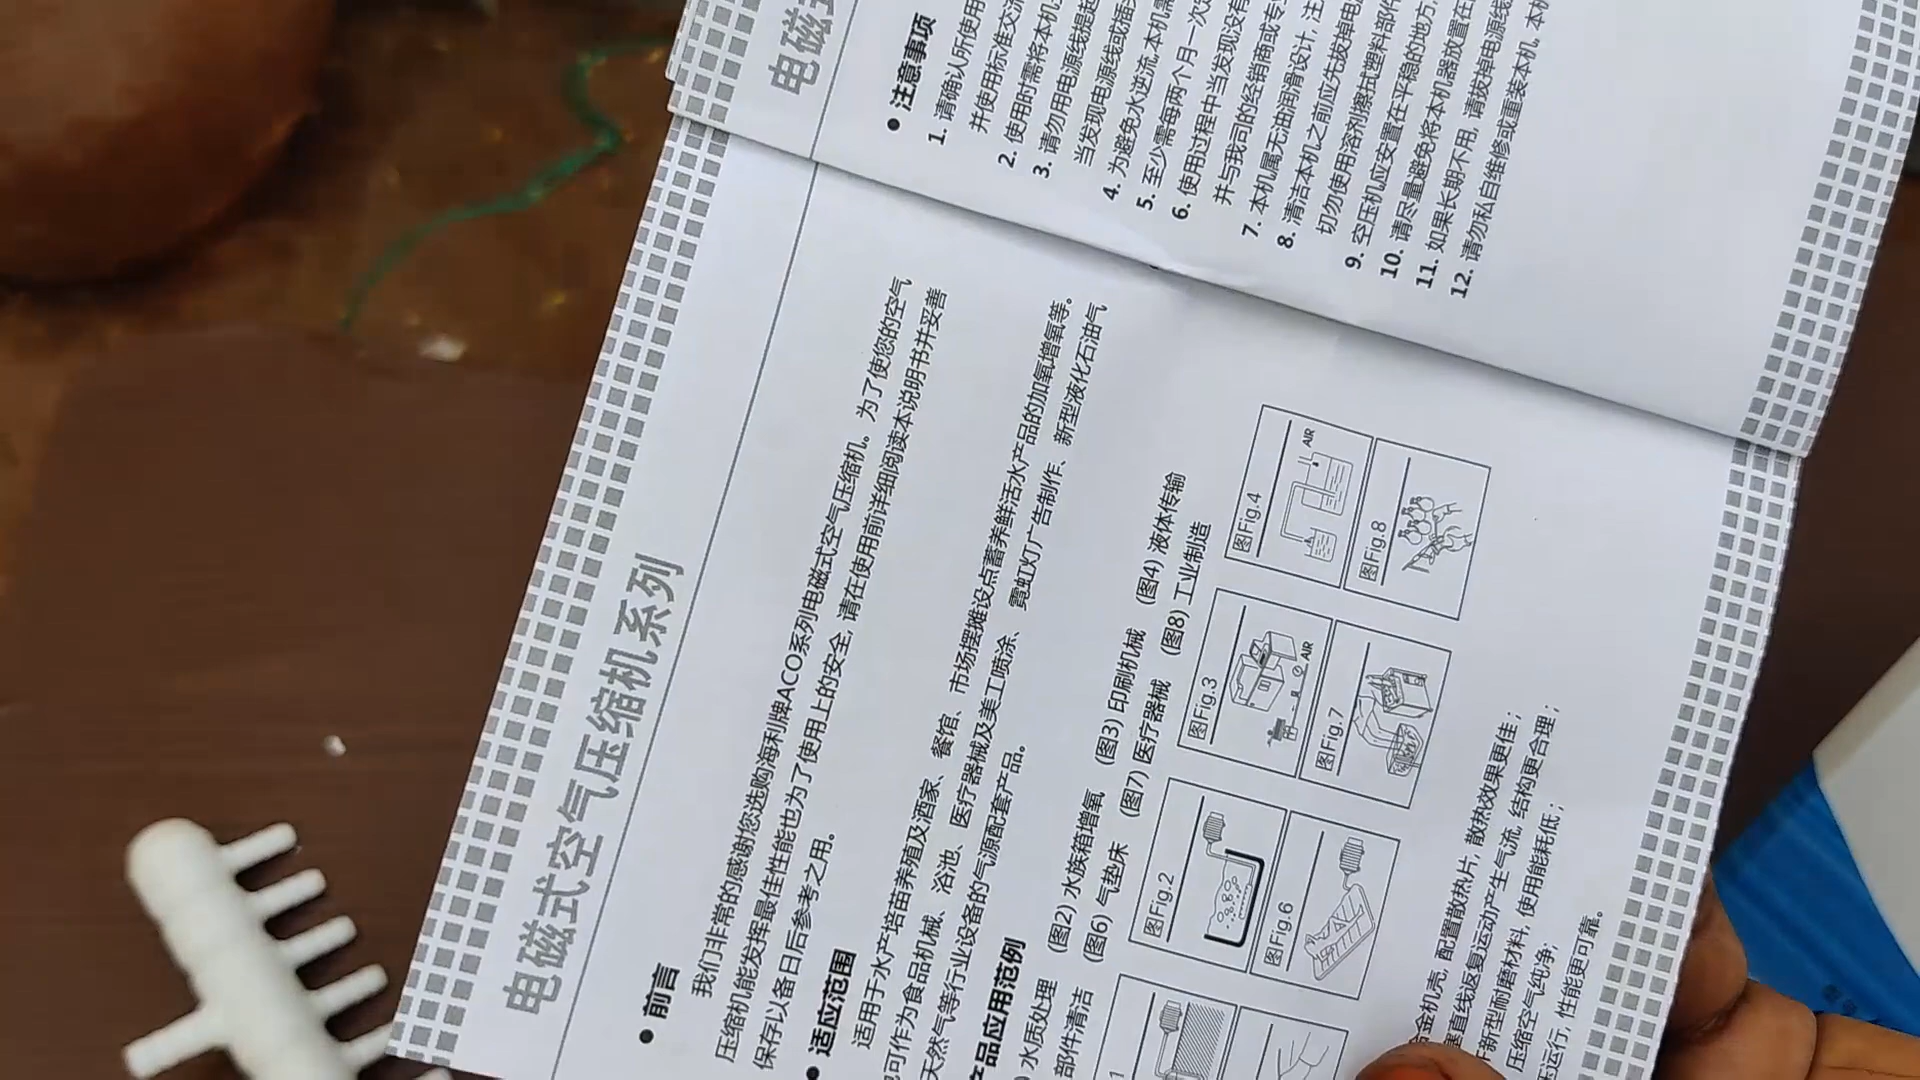 电磁式空气压缩机系列
● 前言
我们非常的感谢您选购海利牌ACO系列电磁式空气压缩机。为了使您的空气
压缩机能发挥最佳性能也为了使用上的安全, 请在使用前详细阅读本说明书并妥善
保存以备日后参考之用。
● 适应范围
适用于水产培苗养殖及酒家、餐馆、市场摆摊设点蓄养鲜活水产品的加氧增氧等。
可作为食品机械、浴池、医疗器械及美工喷涂、霓虹灯广告制作、新型液化石油气
天然气等行业设备的气源配套产品。
产品应用范例
) 水质处理 (图2) 水族箱增氧 (图3) 印刷机械 (图4) 液体传输
部件清洁 (图6) 气垫床 (图7) 医疗器械 (图8) 工业制造
1
图Fig.2
图Fig.3
AIR
图Fig.4
AIR
图Fig.6
图Fig.7
图Fig.8
金机壳, 配置散热片, 散热效果更佳;
直线返复运动产生气流, 结构更合理;
新型耐磨材料, 使用能耗低;
压缩空气纯净;
压运行, 性能更可靠。
电磁
● 注意事项
1. 请确认所使用
并使用标准交流
2. 使用时需将本机
3. 请勿用电源线提起
当发现电源线或插
4. 为避免水逆流, 本机需
5. 至少需每两个月一次
6. 使用过程中当发现没有
并与我司的经销商或专
7. 本机属无油润滑设计, 注
8. 清洁本机之前应先拔掉电
切勿使用溶剂擦拭塑料部件
9. 空压机应安置在平稳的地方,
10. 请尽量避免将本机器放置在
11. 如果长期不用, 请拔掉电源线
12. 请勿私自维修或重装本机, 本机